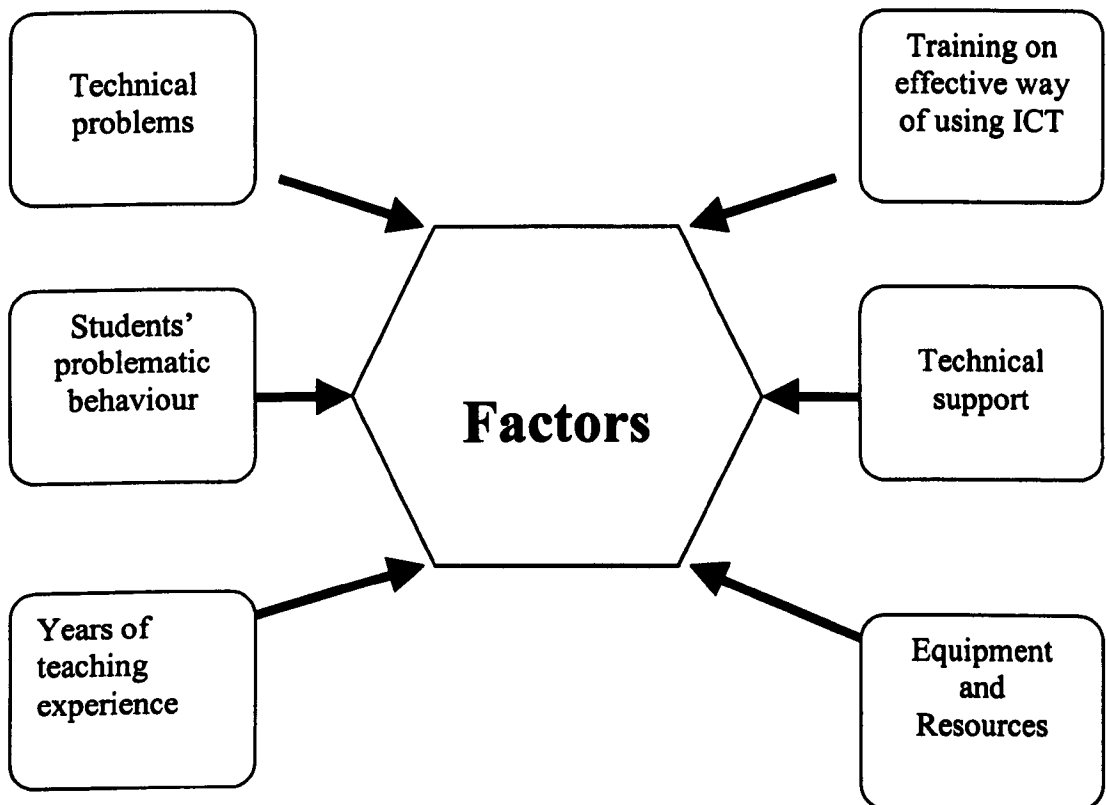 Technical
problems
Training on
effective way
of using ICT
Students’
problematic
behaviour
Factors
Technical
support
Years of
teaching
experience
Equipment
and
Resources